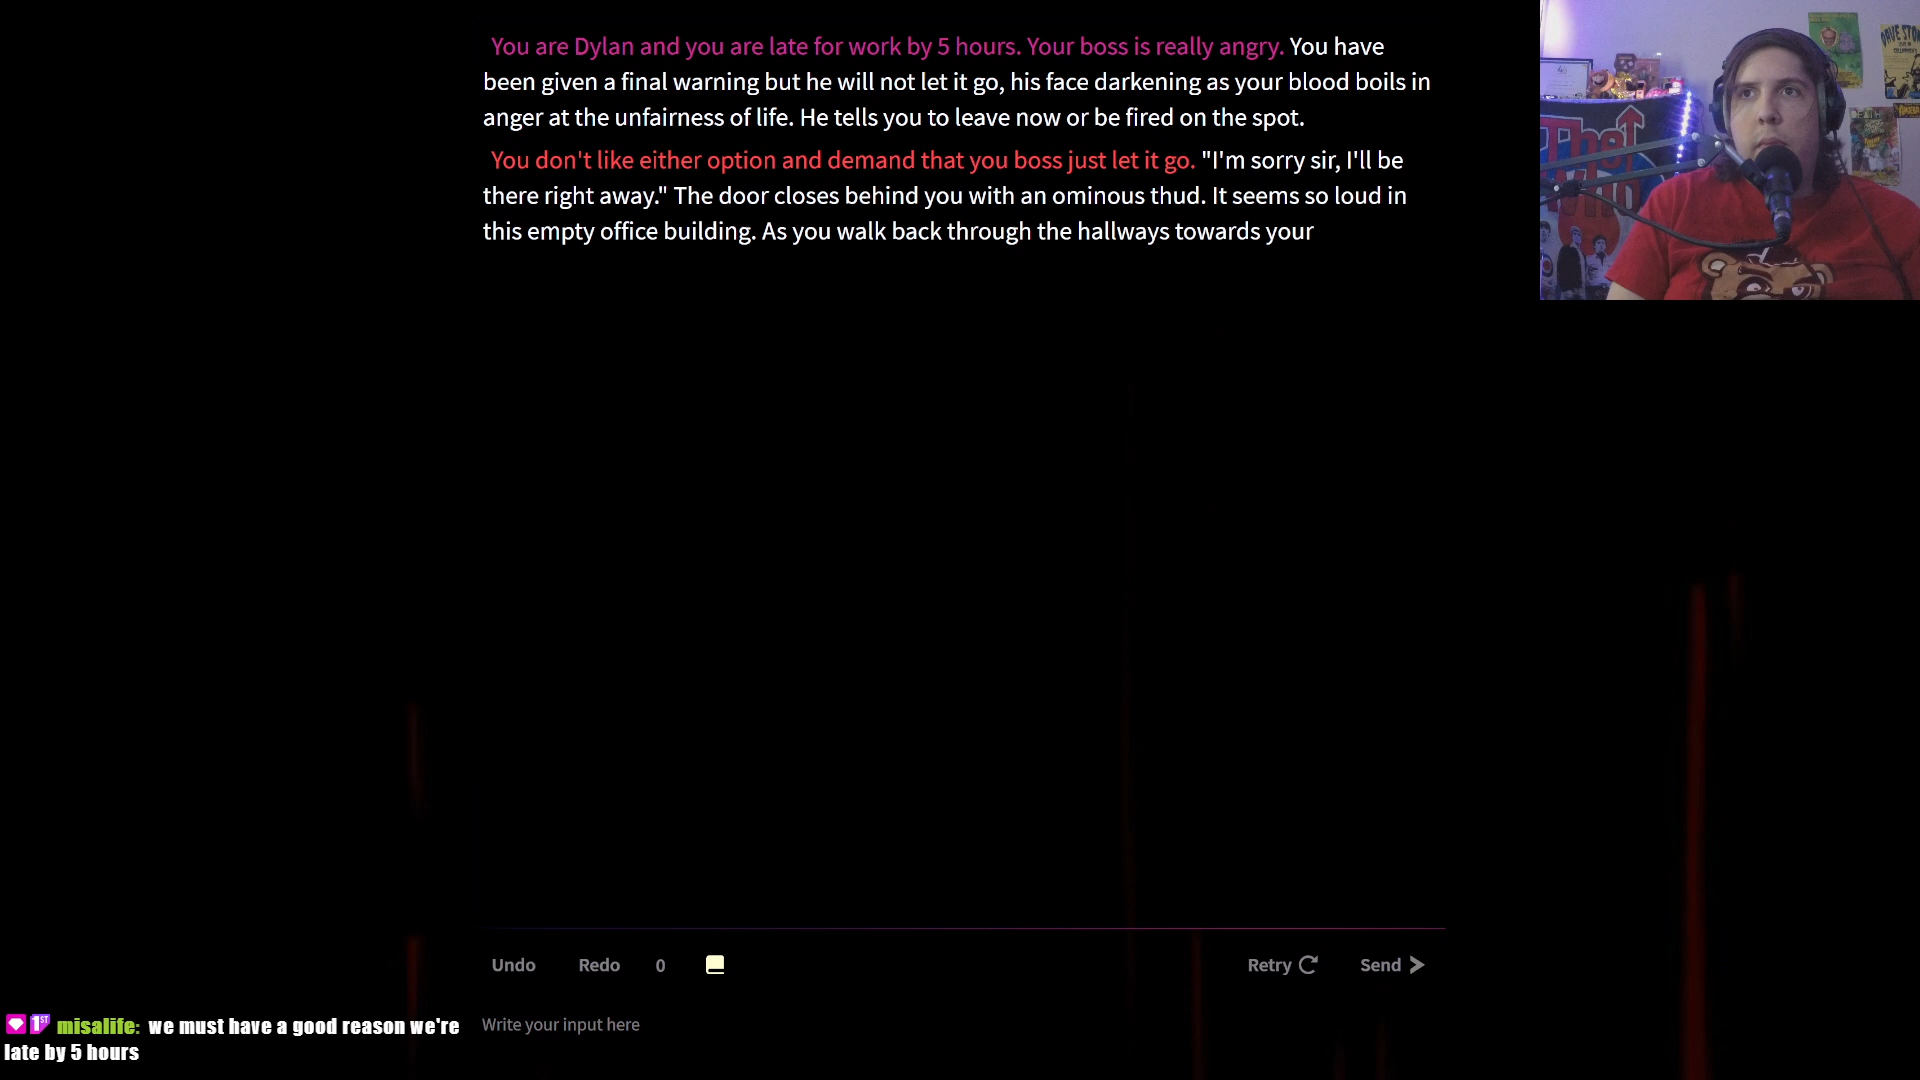 You are Dylan and you are late for work by 5 hours. Your boss is really angry. You have
been given a final warning but he will not let it go, his face darkening as your blood boils in
anger at the unfairness of life. He tells you to leave now or be fired on the spot.
You don't like either option and demand that you boss just let it go. "I'm sorry sir, I'll be
there right away." The door closes behind you with an ominous thud. It seems so loud in
this empty office building. As you walk back through the hallways towards your
The
Undo Redo 0 Retry Send
Write your input here
1ST misalife: we must have a good reason we're
late by 5 hours